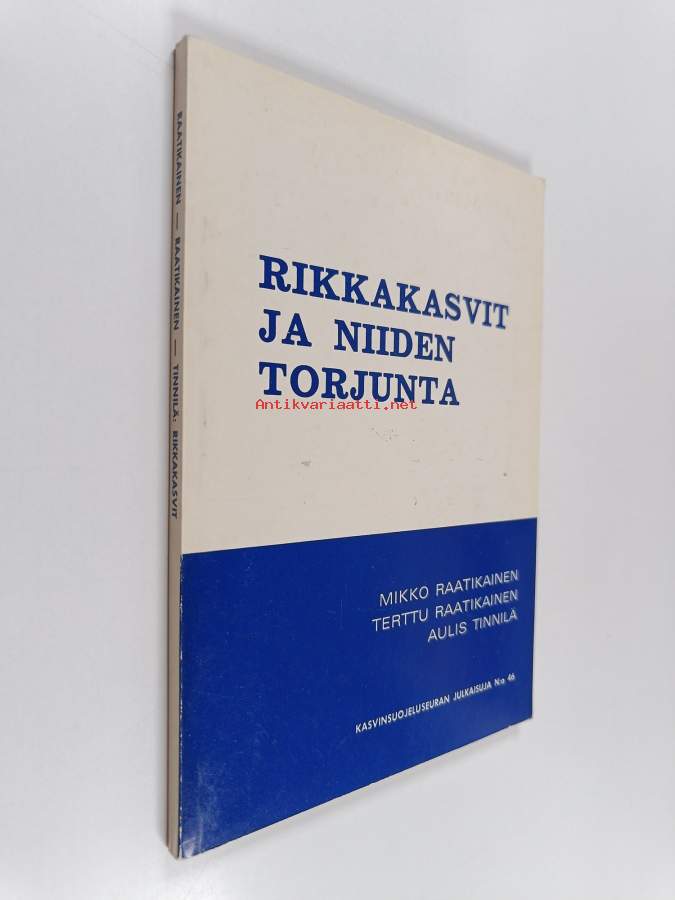 RAATIKAINEN — RAATIKAINEN — TINNILÄ: RIKKAKASVIT
RIKKAKASVIT
JA NIIDEN
TORJUNTA
Antikvariaatti.net
MIKKO RAATIKAINEN
TERTTU RAATIKAINEN
AULIS TINNILÄ
KASVINSUOJELUSEURAN JULKAISUJA N:o 46